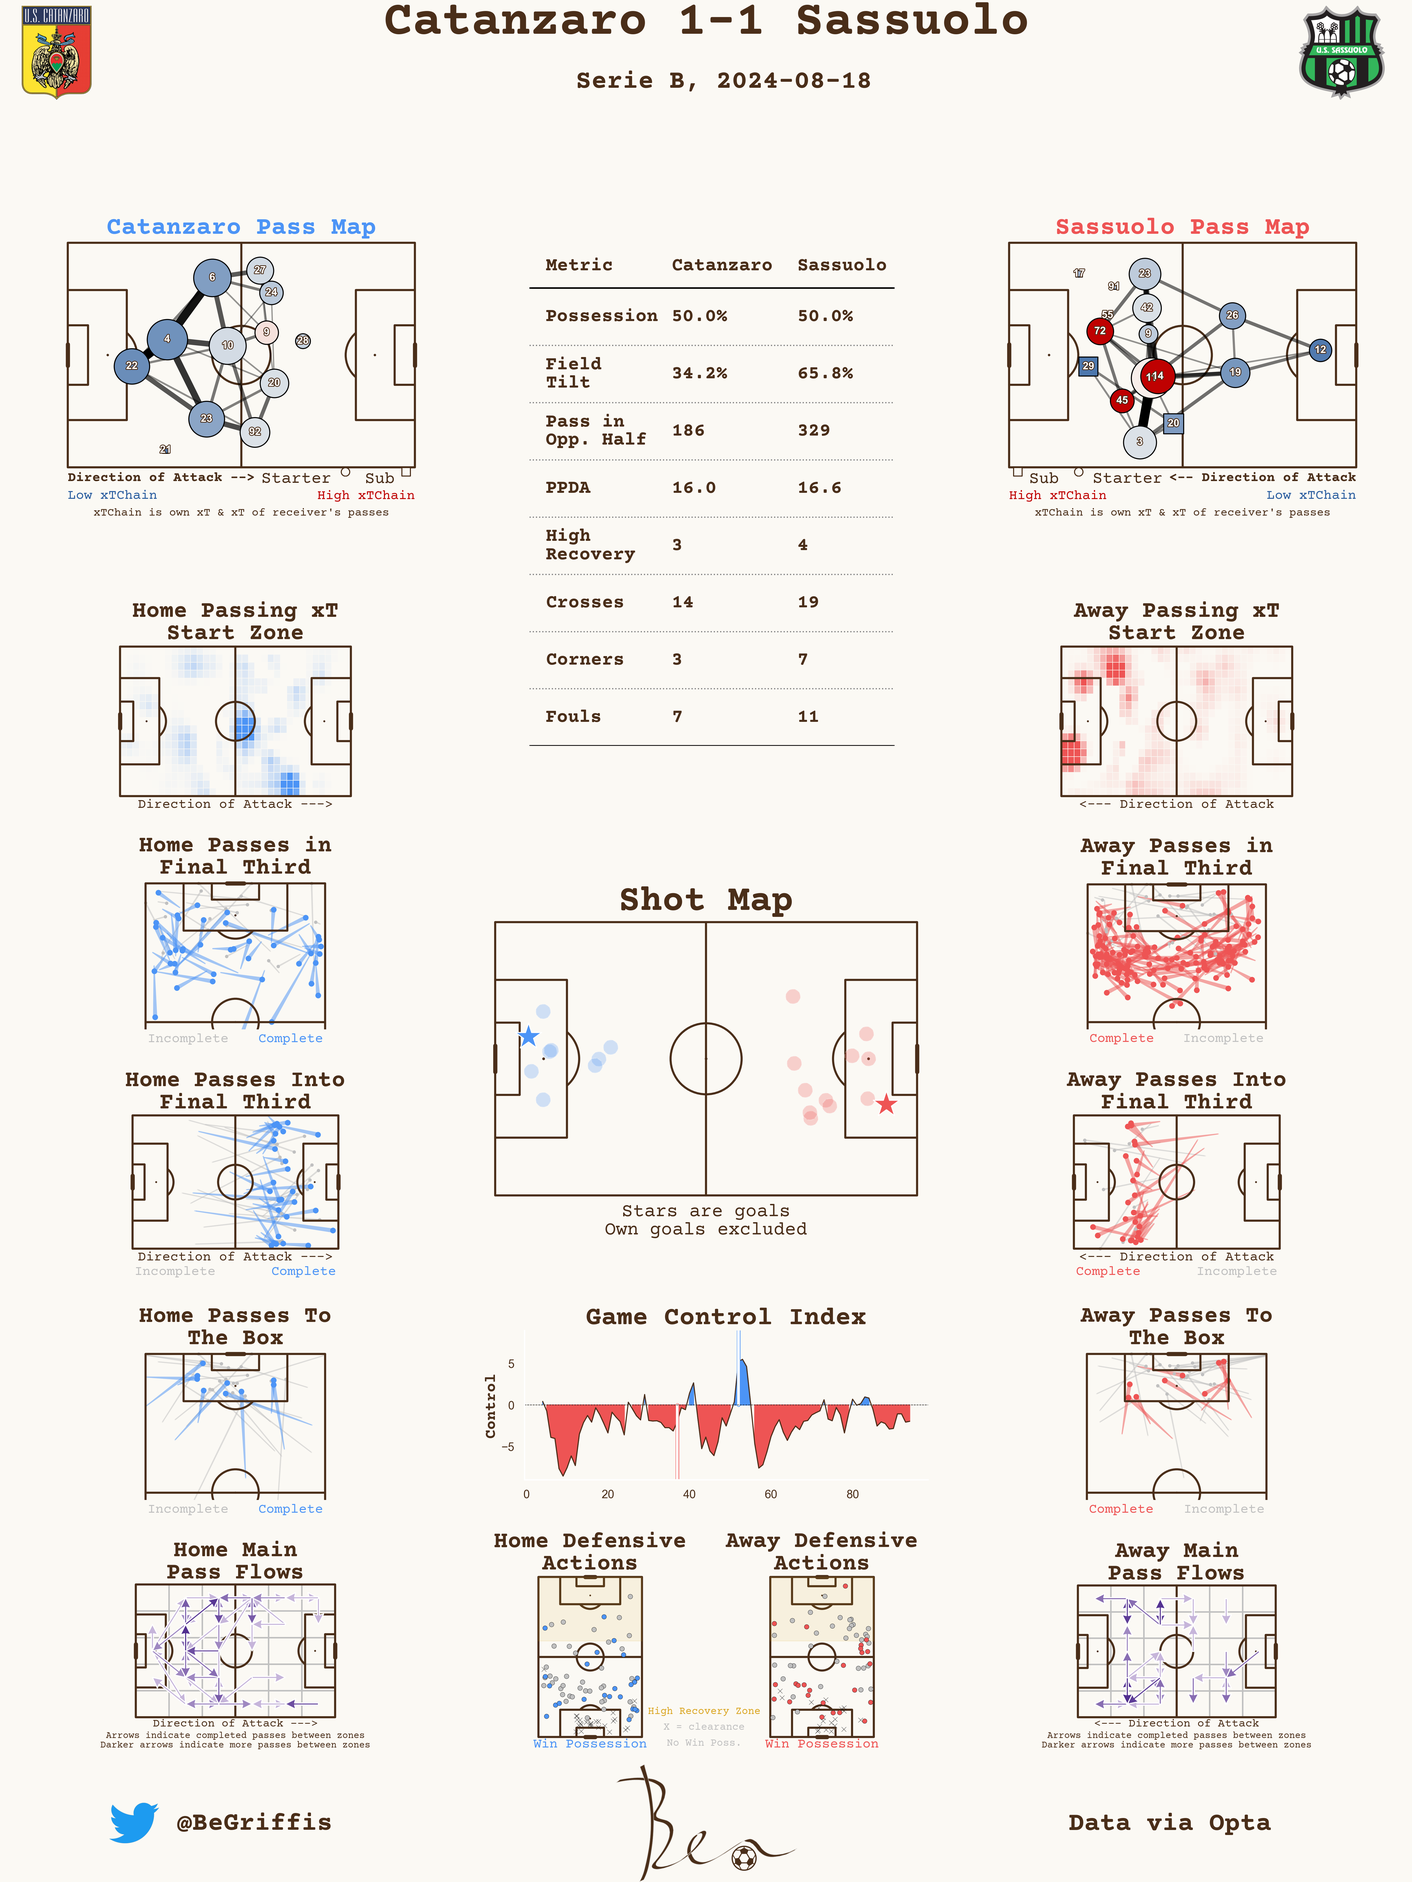 Catanzaro 1-1 Sassuolo
Serie B, 2024-08-18
U.S. CATANZARO
U.S. SASSUOLO
Catanzaro Pass Map
6
27
24
4
10
9
28
22
20
23
92
21
Direction of Attack --> Starter Sub
Low xTChain High xTChain
xTChain is own xT & xT of receiver's passes
Metric Catanzaro Sassuolo
Possession 50.0% 50.0%
Field
Tilt 34.2% 65.8%
Pass in
Opp. Half 186 329
PPDA 16.0 16.6
High
Recovery 3 4
Crosses 14 19
Corners 3 7
Fouls 7 11
Sassuolo Pass Map
17
23
91
42
55
26
72
9
12
29
14
19
45
20
3
Sub Starter <-- Direction of Attack
High xTChain Low xTChain
xTChain is own xT & xT of receiver's passes
Home Passing xT
Start Zone
Direction of Attack --->
Away Passing xT
Start Zone
<--- Direction of Attack
Home Passes in
Final Third
Incomplete Complete
Away Passes in
Final Third
Complete Incomplete
Shot Map
Stars are goals
Own goals excluded
Home Passes Into
Final Third
Direction of Attack --->
Incomplete Complete
Away Passes Into
Final Third
<--- Direction of Attack
Complete Incomplete
Home Passes To
The Box
Incomplete Complete
Game Control Index
Control
5
0
−5
0 20 40 60 80
Away Passes To
The Box
Complete Incomplete
Home Main
Pass Flows
Direction of Attack --->
Arrows indicate completed passes between zones
Darker arrows indicate more passes between zones
Home Defensive
Actions
Win Possession
Away Defensive
Actions
Win Possession
High Recovery Zone
X = clearance
No Win Poss.
Away Main
Pass Flows
<--- Direction of Attack
Arrows indicate completed passes between zones
Darker arrows indicate more passes between zones
@BeGriffis
Ben
Data via Opta